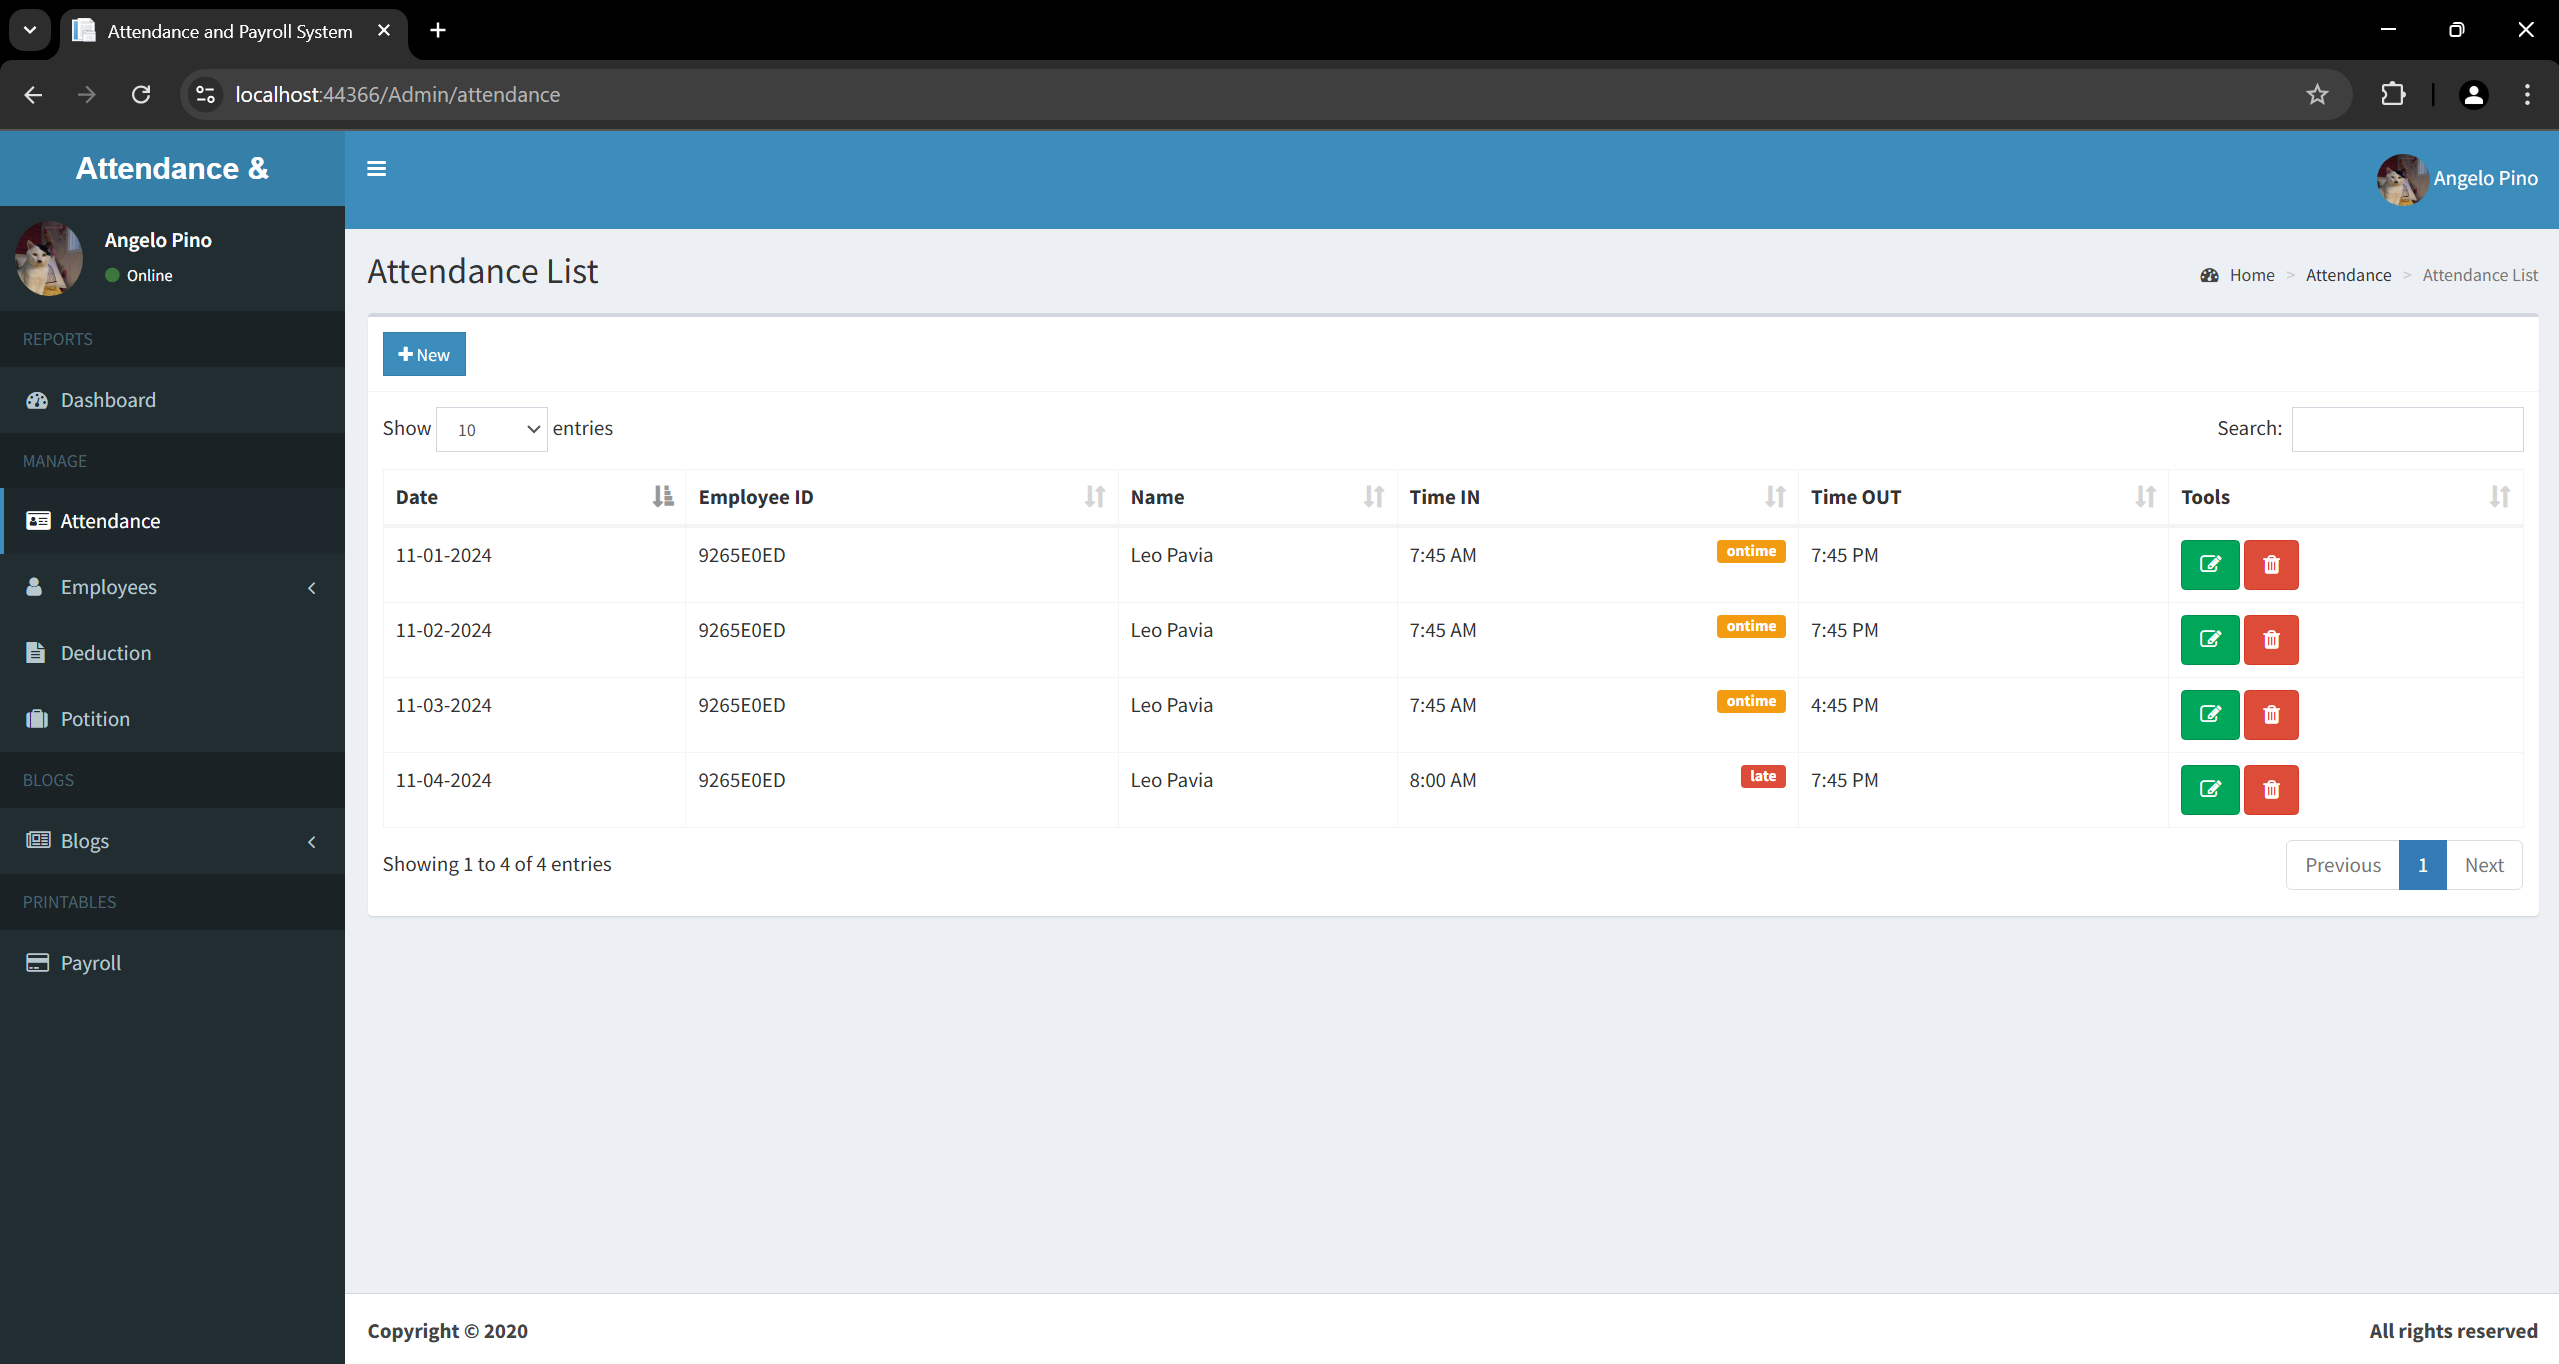 Attendance and Payroll System
localhost:44366/Admin/attendance
Attendance &
Angelo Pino
Angelo Pino
Online
REPORTS
Dashboard
MANAGE
Attendance
Employees
Deduction
Potition
BLOGS
Blogs
PRINTABLES
Payroll
Attendance List
Home > Attendance > Attendance List
New
Show 10 entries
Search:
Date Employee ID Name Time IN Time OUT Tools
11-01-2024 9265E0ED Leo Pavia 7:45 AM ontime 7:45 PM
11-02-2024 9265E0ED Leo Pavia 7:45 AM ontime 7:45 PM
11-03-2024 9265E0ED Leo Pavia 7:45 AM ontime 4:45 PM
11-04-2024 9265E0ED Leo Pavia 8:00 AM late 7:45 PM
Showing 1 to 4 of 4 entries
Previous 1 Next
Copyright © 2020
All rights reserved